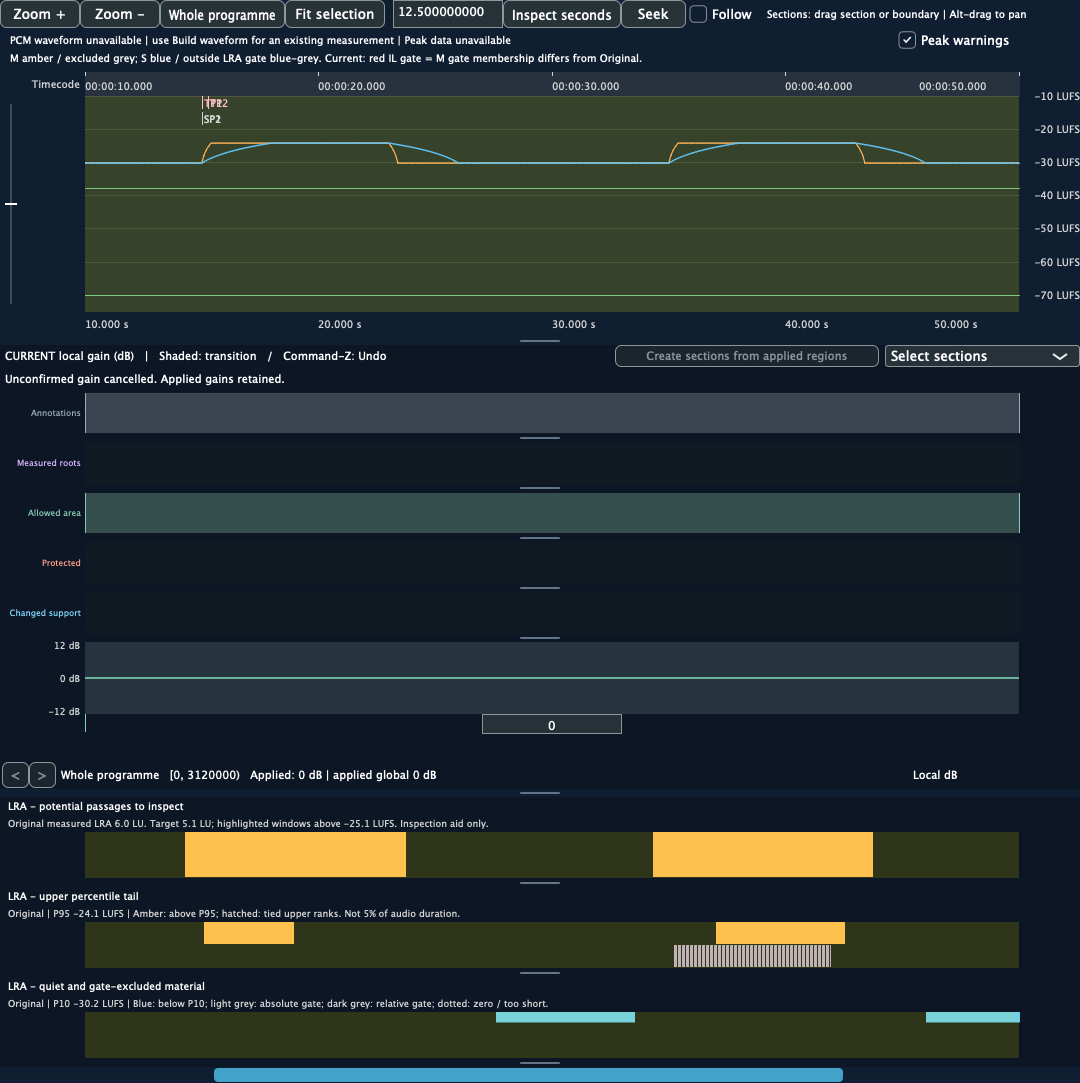 Zoom + Zoom − Whole programme Fit selection 12.500000000 Inspect seconds Seek Follow Sections: drag section or boundary | Alt-drag to pan
PCM waveform unavailable | use Build waveform for an existing measurement | Peak data unavailable Peak warnings
M amber / excluded grey; S blue / outside LRA gate blue-grey. Current: red IL gate = M gate membership differs from Original.
Timecode 00:00:10.000 00:00:20.000 00:00:30.000 00:00:40.000 00:00:50.000
−10 LUFS
−20 LUFS
−30 LUFS
−40 LUFS
−50 LUFS
−60 LUFS
−70 LUFS
10.000 s 20.000 s 30.000 s 40.000 s 50.000 s
CURRENT local gain (dB) | Shaded: transition / Command-Z: Undo Create sections from applied regions Select sections
Unconfirmed gain cancelled. Applied gains retained.
Annotations
Measured roots
Allowed area
Protected
Changed support
12 dB
0 dB
−12 dB
0
< > Whole programme [0, 3120000) Applied: 0 dB | applied global 0 dB Local dB
LRA – potential passages to inspect
Original measured LRA 6.0 LU. Target 5.1 LU; highlighted windows above −25.1 LUFS. Inspection aid only.
LRA – upper percentile tail
Original | P95 −24.1 LUFS | Amber: above P95; hatched: tied upper ranks. Not 5% of audio duration.
LRA – quiet and gate-excluded material
Original | P10 −30.2 LUFS | Blue: below P10; light grey: absolute gate; dark grey: relative gate; dotted: zero / too short.